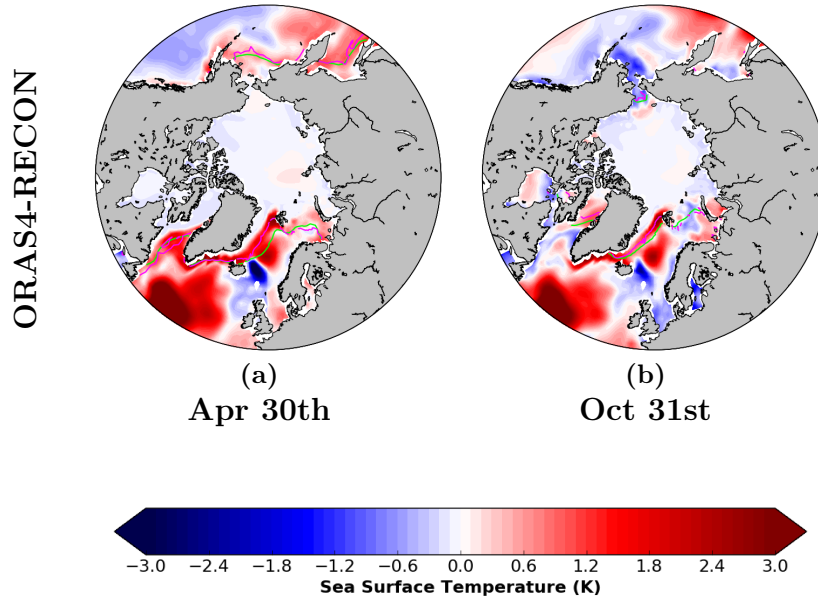 ORAS4-RECON
(a)
Apr 30th
(b)
Oct 31st
−3.0 −2.4 −1.8 −1.2 −0.6 0.0 0.6 1.2 1.8 2.4 3.0
Sea Surface Temperature (K)